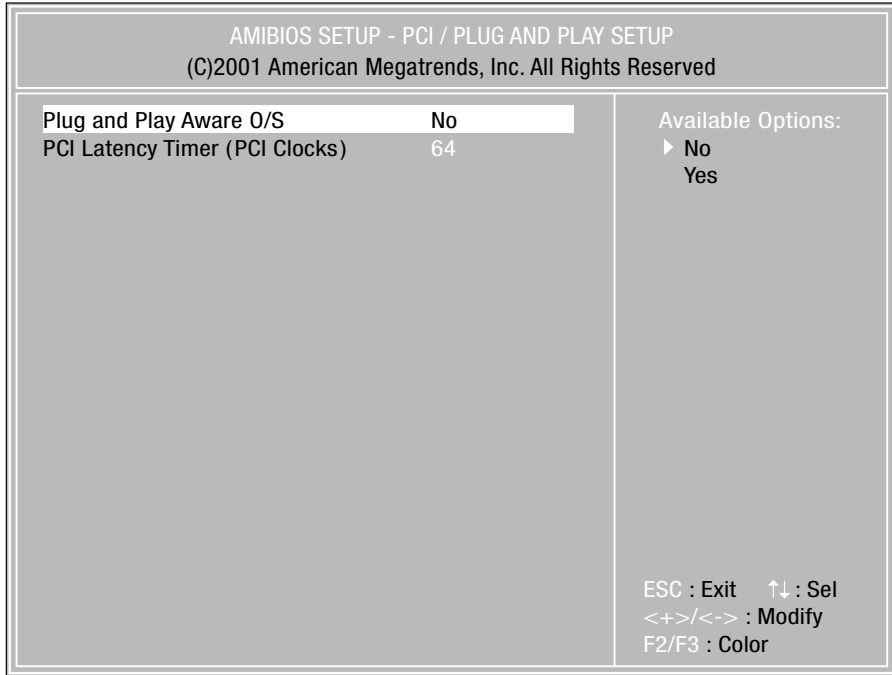 AMIBIOS SETUP - PCI / PLUG AND PLAY SETUP
(C)2001 American Megatrends, Inc. All Rights Reserved
Plug and Play Aware O/S No
PCI Latency Timer (PCI Clocks) 64
Available Options:
No
Yes
ESC : Exit ↑↓ : Sel
<+>/<-> : Modify
F2/F3 : Color